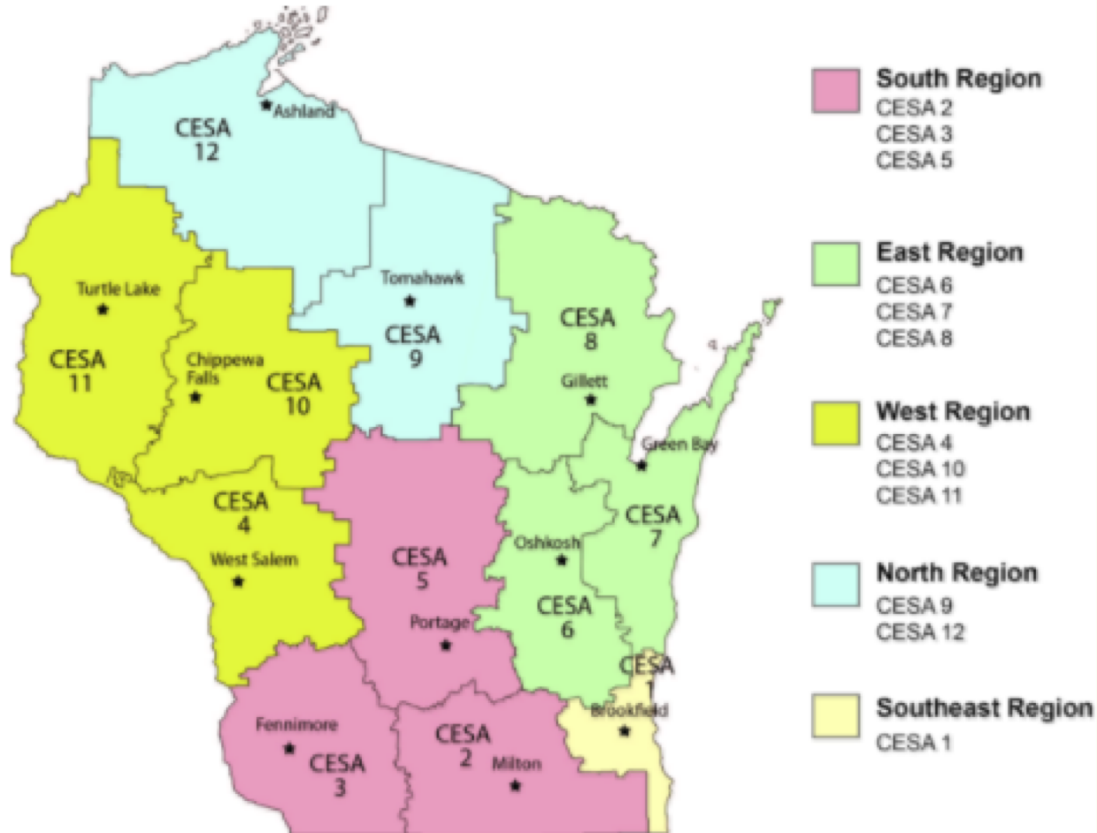 CESA
12
Ashland
Turtle Lake
CESA
11
Chippewa
Falls
CESA
10
Tomahawk
CESA
9
CESA
8
Gillett
Green Bay
CESA
7
CESA
4
West Salem
CESA
5
Portage
Oshkosh
CESA
6
CESA
1
Brookfield
Fennimore
CESA
3
CESA
2
Milton
South Region
CESA 2
CESA 3
CESA 5
East Region
CESA 6
CESA 7
CESA 8
West Region
CESA 4
CESA 10
CESA 11
North Region
CESA 9
CESA 12
Southeast Region
CESA 1